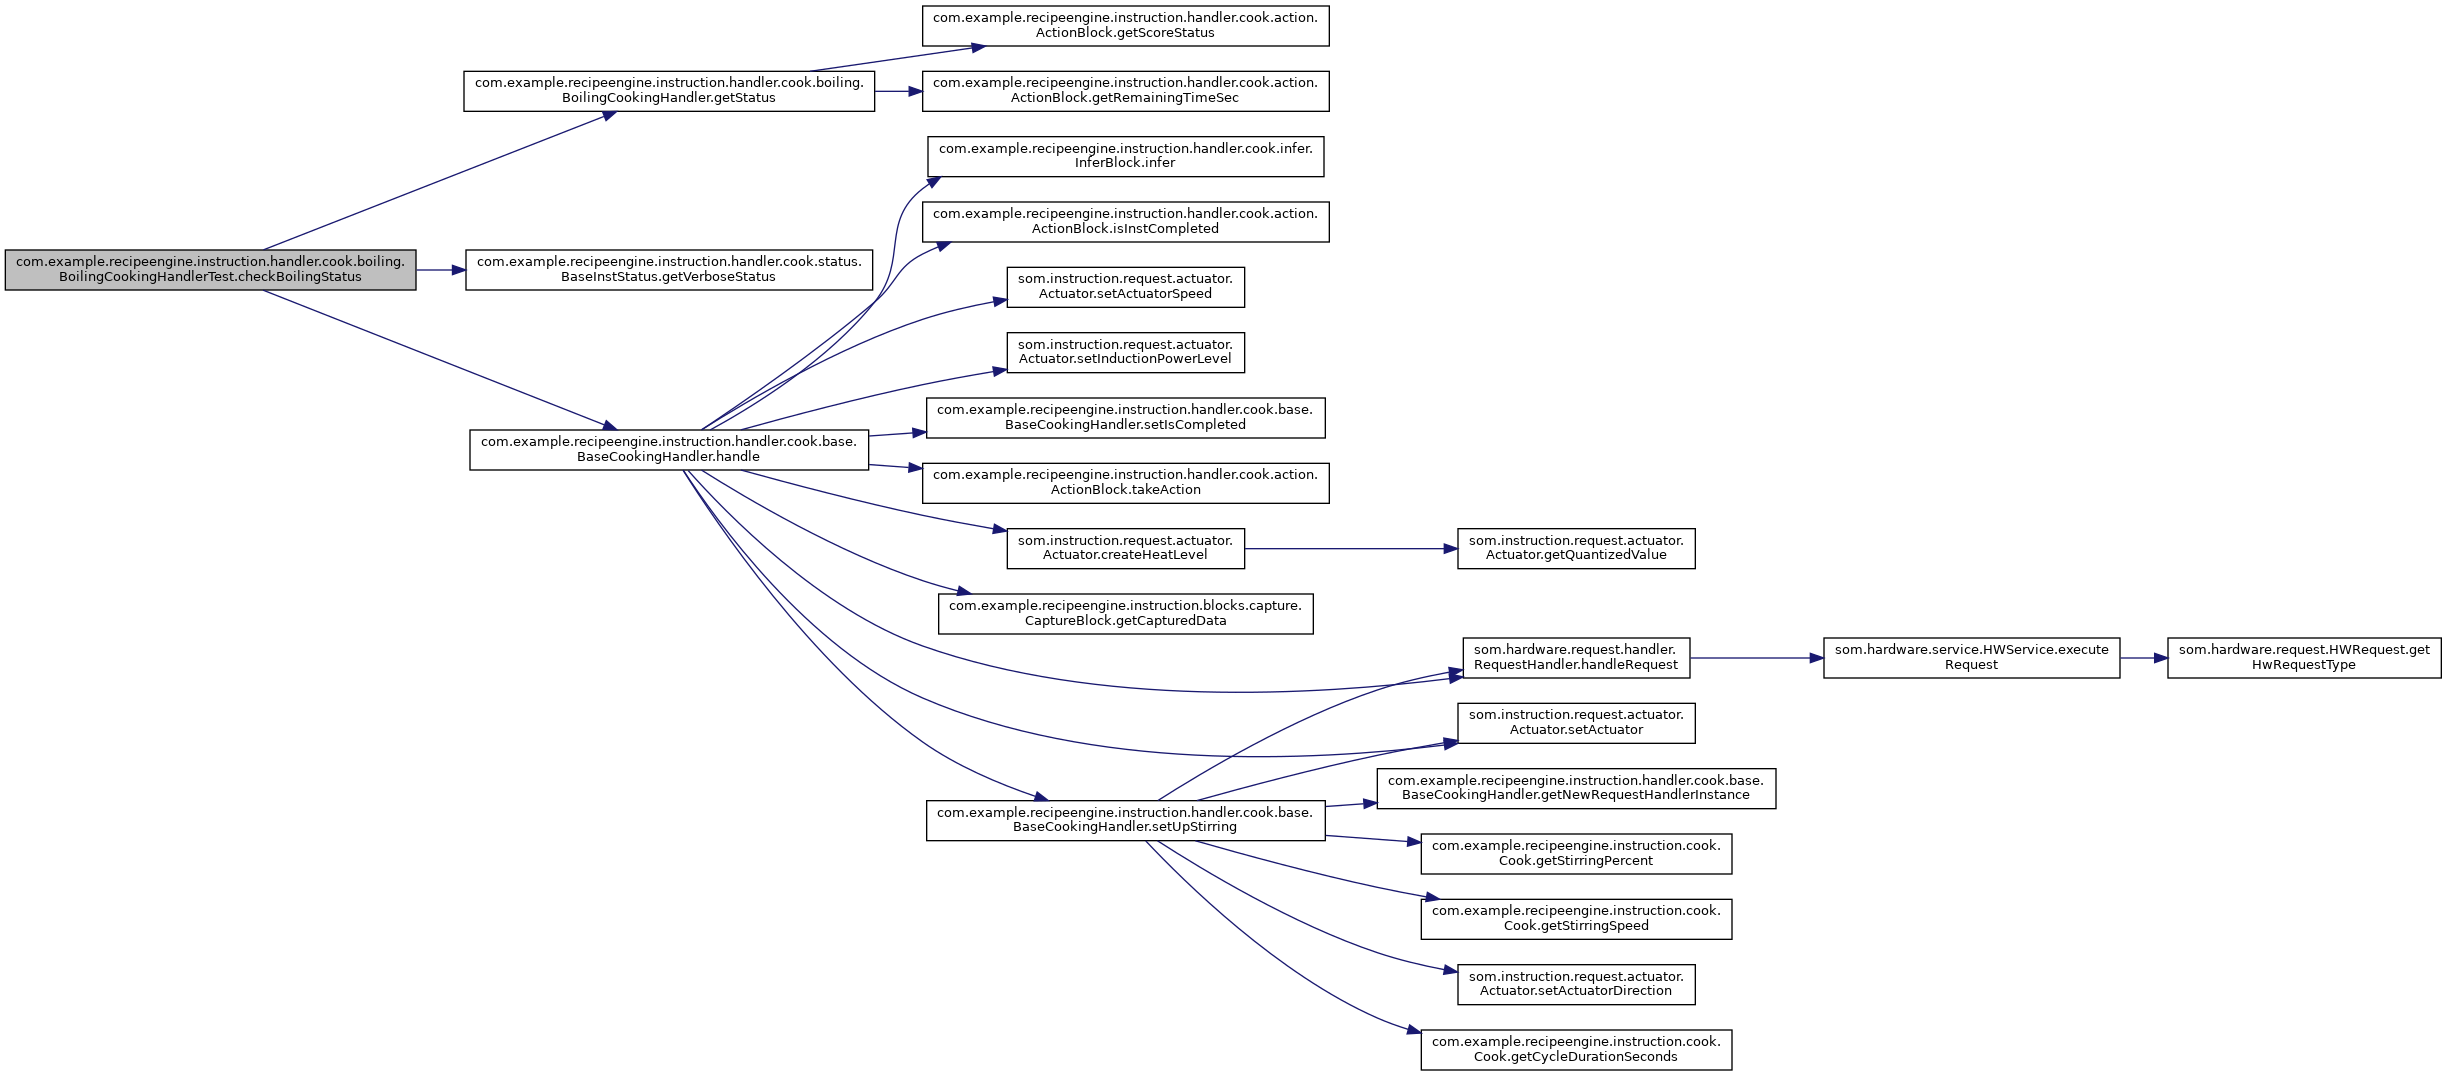 com.example.recipeengine.instruction.handler.cook.action.
ActionBlock.getScoreStatus
com.example.recipeengine.instruction.handler.cook.boiling.
BoilingCookingHandler.getStatus
com.example.recipeengine.instruction.handler.cook.action.
ActionBlock.getRemainingTimeSec
com.example.recipeengine.instruction.handler.cook.infer.
InferBlock.infer
com.example.recipeengine.instruction.handler.cook.action.
ActionBlock.isInstCompleted
com.example.recipeengine.instruction.handler.cook.boiling.
BoilingCookingHandlerTest.checkBoilingStatus
com.example.recipeengine.instruction.handler.cook.status.
BaseInstStatus.getVerboseStatus
som.instruction.request.actuator.
Actuator.setActuatorSpeed
som.instruction.request.actuator.
Actuator.setInductionPowerLevel
com.example.recipeengine.instruction.handler.cook.base.
BaseCookingHandler.setIsCompleted
com.example.recipeengine.instruction.handler.cook.base.
BaseCookingHandler.handle
com.example.recipeengine.instruction.handler.cook.action.
ActionBlock.takeAction
som.instruction.request.actuator.
Actuator.createHeatLevel
som.instruction.request.actuator.
Actuator.getQuantizedValue
com.example.recipeengine.instruction.blocks.capture.
CaptureBlock.getCapturedData
som.hardware.request.handler.
RequestHandler.handleRequest
som.hardware.service.HWService.execute
Request
som.hardware.request.HWRequest.get
HwRequestType
som.instruction.request.actuator.
Actuator.setActuator
com.example.recipeengine.instruction.handler.cook.base.
BaseCookingHandler.getNewRequestHandlerInstance
com.example.recipeengine.instruction.handler.cook.base.
BaseCookingHandler.setUpStirring
com.example.recipeengine.instruction.cook.
Cook.getStirringPercent
com.example.recipeengine.instruction.cook.
Cook.getStirringSpeed
som.instruction.request.actuator.
Actuator.setActuatorDirection
com.example.recipeengine.instruction.cook.
Cook.getCycleDurationSeconds